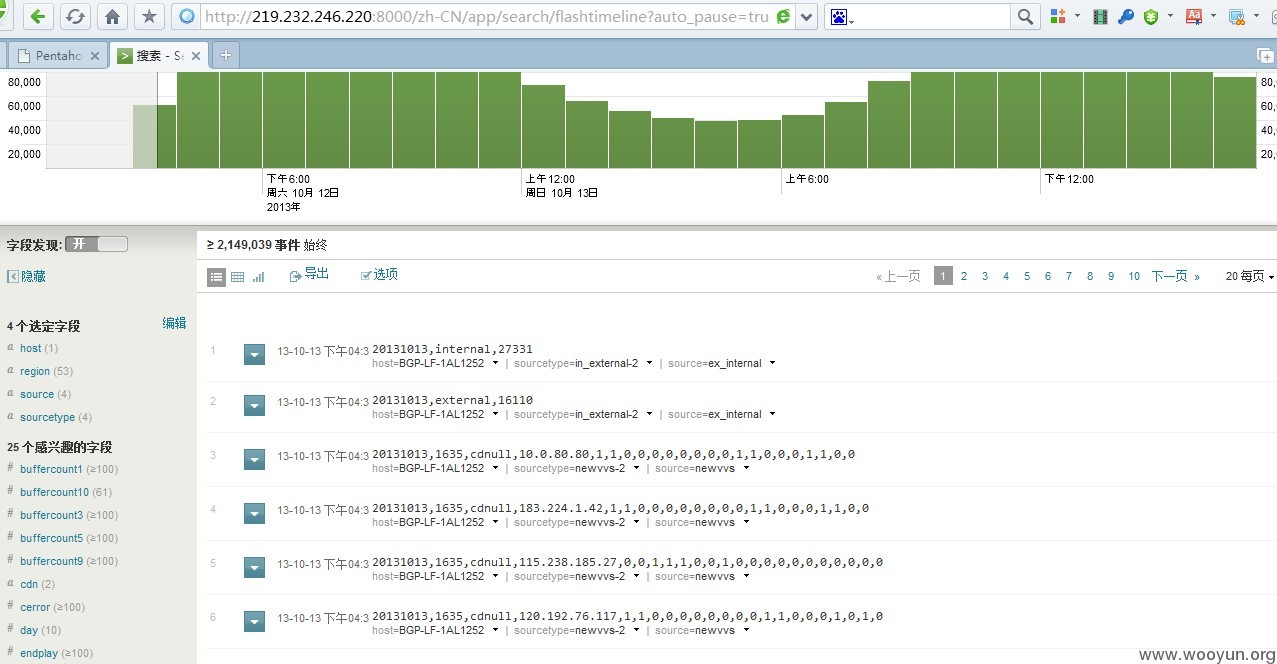 http://219.232.246.220:8000/zh-CN/app/search/flashtimeline?auto_pause=tru
Pentaho
搜索 - Se
80,000 80,
60,000 60,
40,000 40,
20,000 20,
下午6:00 上午12:00 上午6:00 下午12:00
周六 10月 12日 周日 10月 13日
2013年
字段发现: 开
≥ 2,149,039 事件 始终
隐藏
导出 选项
«上一页 1 2 3 4 5 6 7 8 9 10 下一页 » 20 每页
4 个选定字段 编辑
a host (1)
a region (53)
a source (4)
a sourcetype (4)
25 个感兴趣的字段
# buffercount1 (≥100)
# buffercount10 (61)
# buffercount3 (≥100)
# buffercount5 (≥100)
# buffercount9 (≥100)
a cdn (2)
# cerror (≥100)
# day (10)
# endplay (≥100)
1 13-10-13 下午04:3 20131013,internal,27331
host=BGP-LF-1AL1252 | sourcetype=in_external-2 | source=ex_internal
2 13-10-13 下午04:3 20131013,external,16110
host=BGP-LF-1AL1252 | sourcetype=in_external-2 | source=ex_internal
3 13-10-13 下午04:3 20131013,1635,cdnull,10.0.80.80,1,1,0,0,0,0,0,0,0,0,1,1,0,0,0,1,1,0,0
host=BGP-LF-1AL1252 | sourcetype=newvvs-2 | source=newvvs
4 13-10-13 下午04:3 20131013,1635,cdnull,183.224.1.42,1,1,0,0,0,0,0,0,0,0,1,1,0,0,0,1,1,0,0
host=BGP-LF-1AL1252 | sourcetype=newvvs-2 | source=newvvs
5 13-10-13 下午04:3 20131013,1635,cdnull,115.238.185.27,0,0,1,1,1,0,0,1,0,0,0,0,0,0,0,0,0,0,0
host=BGP-LF-1AL1252 | sourcetype=newvvs-2 | source=newvvs
6 13-10-13 下午04:3 20131013,1635,cdnull,120.192.76.117,1,1,0,0,0,0,0,0,0,0,1,1,0,0,0,1,0,1,0
host=BGP-LF-1AL1252 | sourcetype=newvvs-2 | source=newvvs
www.wooyun.org